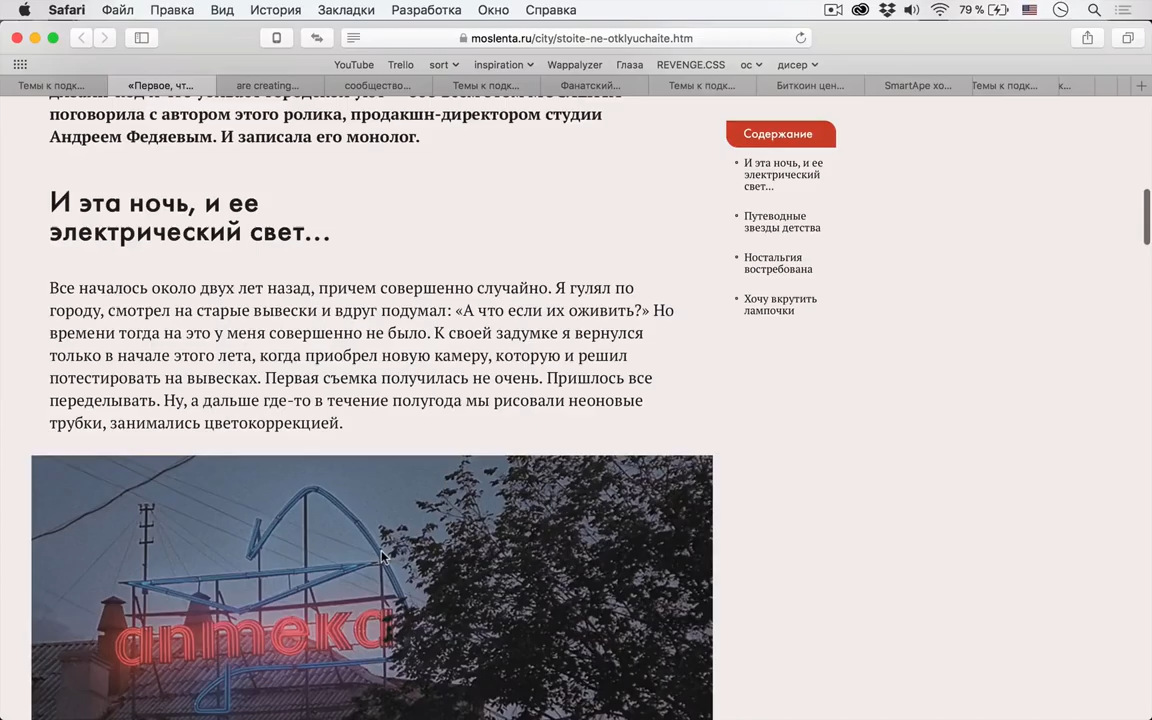 Safari Файл Правка Вид История Закладки Разработка Окно Справка 79 %
moslenta.ru/city/stoite-ne-otklyuchaite.htm
YouTube Trello sort inspiration Wappalyzer Глаза REVENGE.CSS ос дисер
Темы к подк... «Первое, чт... are creating... сообщество... Темы к подк... Фанатский... Темы к подк... Биткоин цен... SmartApe хо... Темы к подк... к...
поговорила с автором этого ролика, продакшн-директором студии
Андреем Федяевым. И записала его монолог.
И эта ночь, и ее
электрический свет...
Все началось около двух лет назад, причем совершенно случайно. Я гулял по
городу, смотрел на старые вывески и вдруг подумал: «А что если их оживить?» Но
времени тогда на это у меня совершенно не было. К своей задумке я вернулся
только в начале этого лета, когда приобрел новую камеру, которую и решил
потестировать на вывесках. Первая съемка получилась не очень. Пришлось все
переделывать. Ну, а дальше где-то в течение полугода мы рисовали неоновые
трубки, занимались цветокоррекцией.
Содержание
И эта ночь, и ее
электрический
свет...
Путеводные
звезды детства
Ностальгия
востребована
Хочу вкрутить
лампочки
аптека